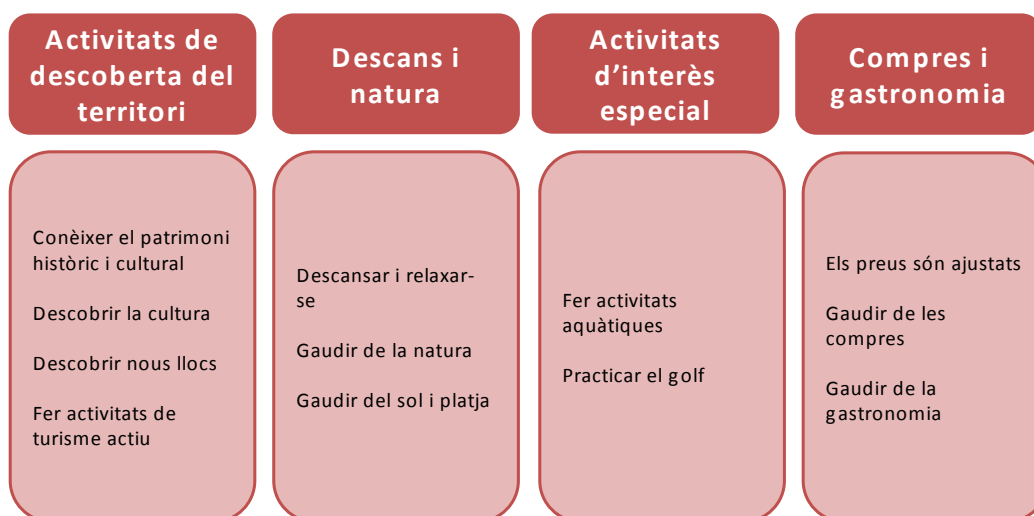 Activitats de
descoberta del
territori
Descans i
natura
Activitats
d’interès
especial
Compres i
gastronomia
Conèixer el patrimoni
històric i cultural
Descobrir la cultura
Descobrir nous llocs
Fer activitats de
turisme actiu
Descansar i relaxar-
se
Gaudir de la natura
Gaudir del sol i platja
Fer activitats
aquàtiques
Practicar el golf
Els preus són ajustats
Gaudir de les
compres
Gaudir de la
gastronomia